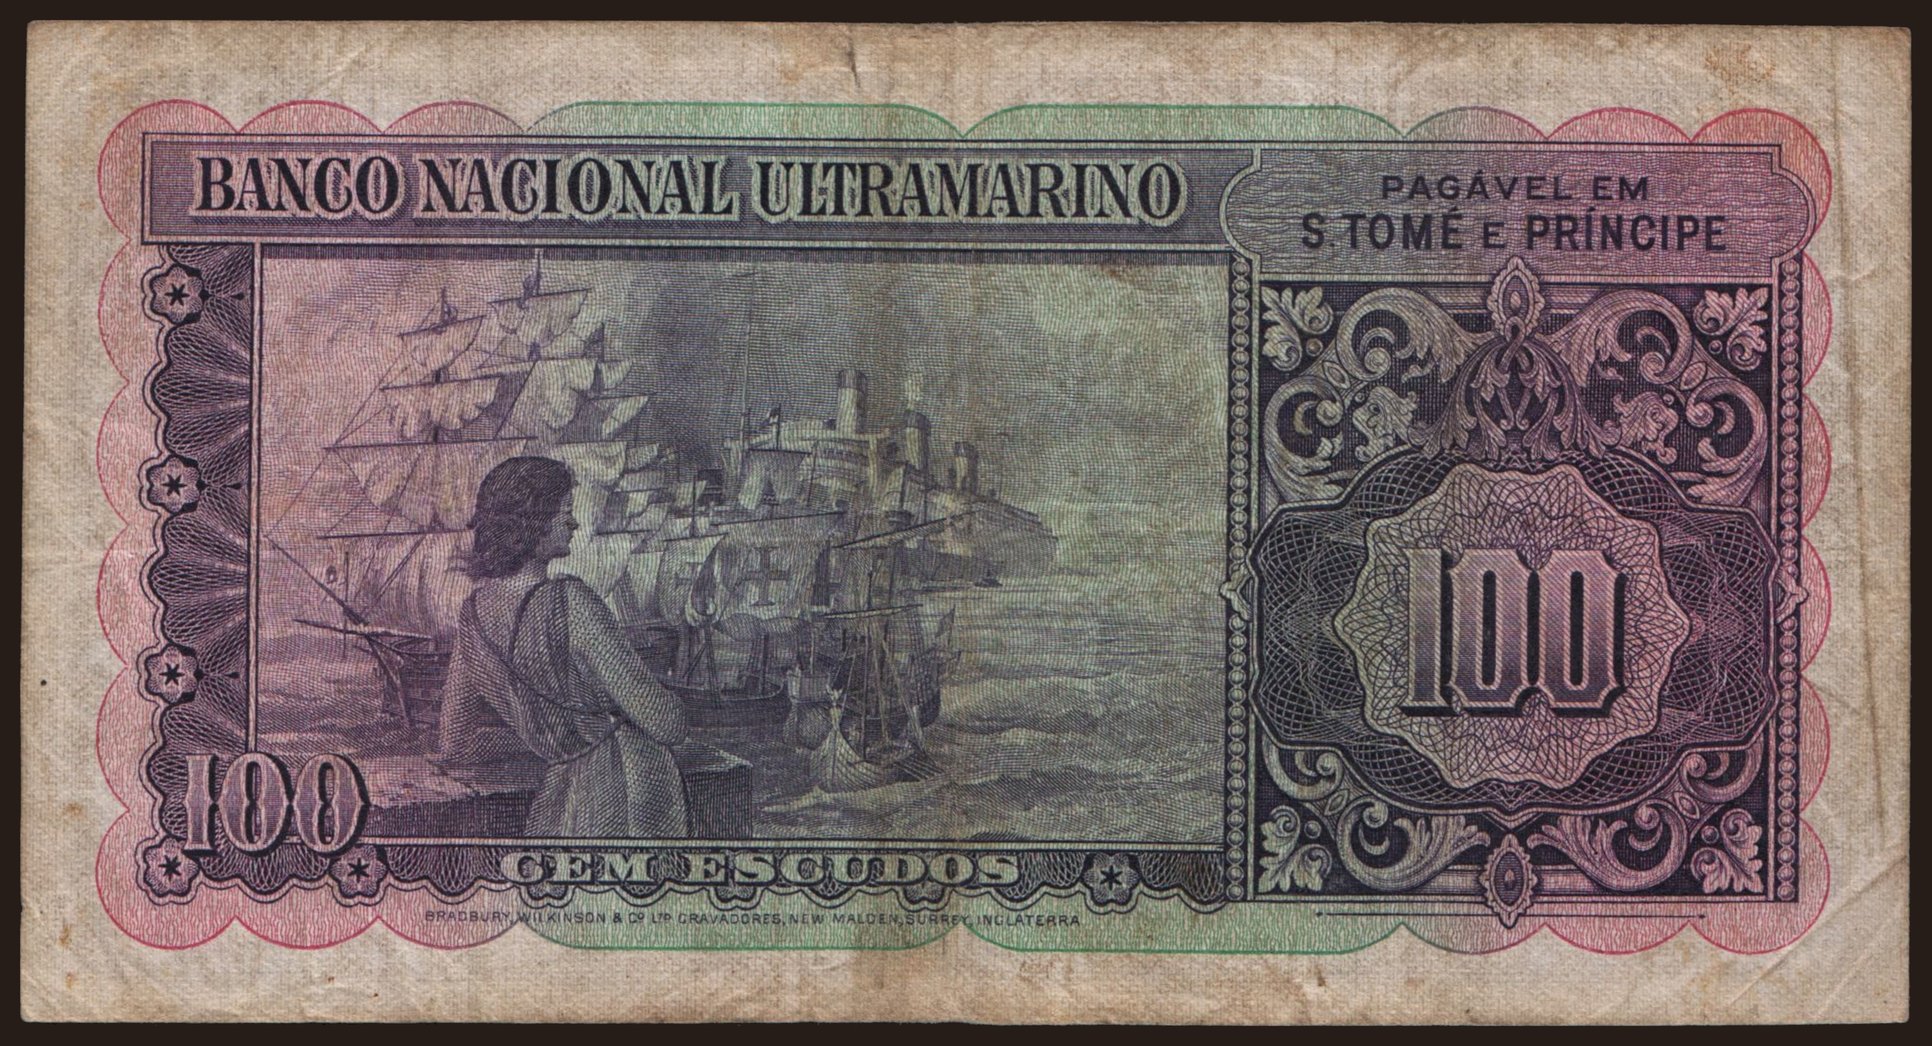 BANCO NACIONAL ULTRAMARINO
PAGÁVEL EM
S. TOMÉ E PRÍNCIPE
100
100
CEM ESCUDOS
BRADBURY, WILKINSON & Cº Lᵀᴰ GRAVADORES, NEW MALDEN, SURREY, INGLATERRA